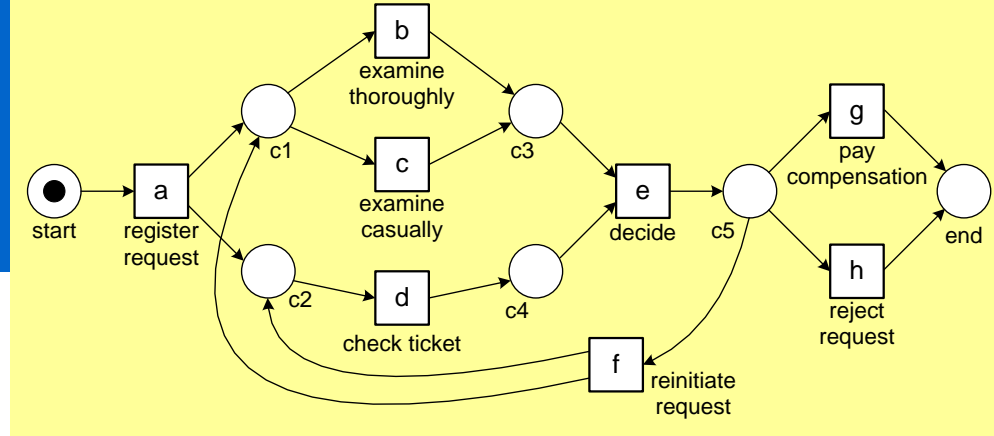 b
examine
thoroughly
c1
c
examine
casually
c3
start
a
register
request
c2
d
check ticket
c4
e
decide
c5
g
pay
compensation
end
h
reject
request
f
reinitiate
request